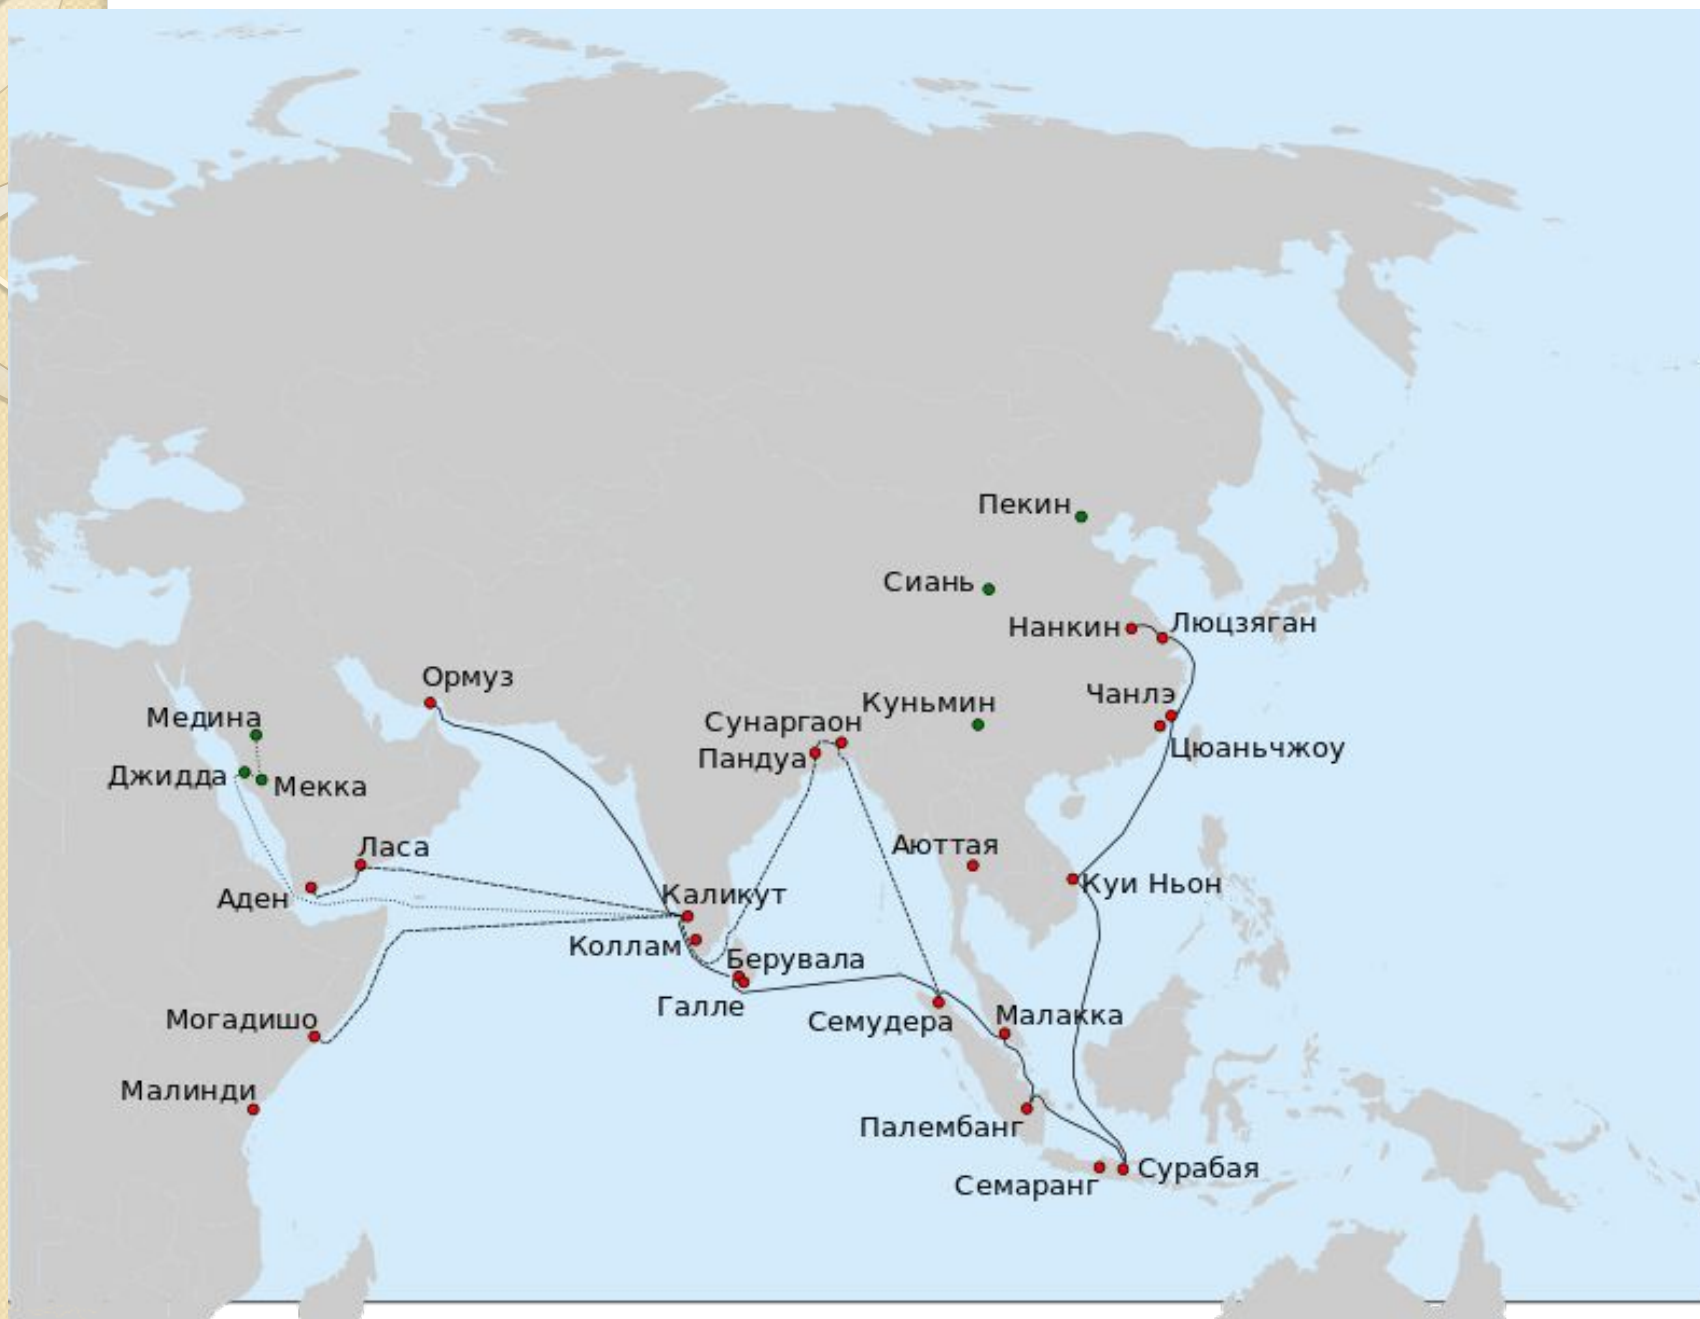 Пекин
Сиань
Нанкин
Люцзяган
Ормуз
Чанлэ
Куньмин
Медина
Сунаргаон
Цюаньчжоу
Пандуа
Джидда
Мекка
Ласа
Аюттая
Куи Ньон
Аден
Каликут
Коллам
Берувала
Галле
Семудера
Малакка
Могадишо
Малинди
Палембанг
Сурабая
Семаранг